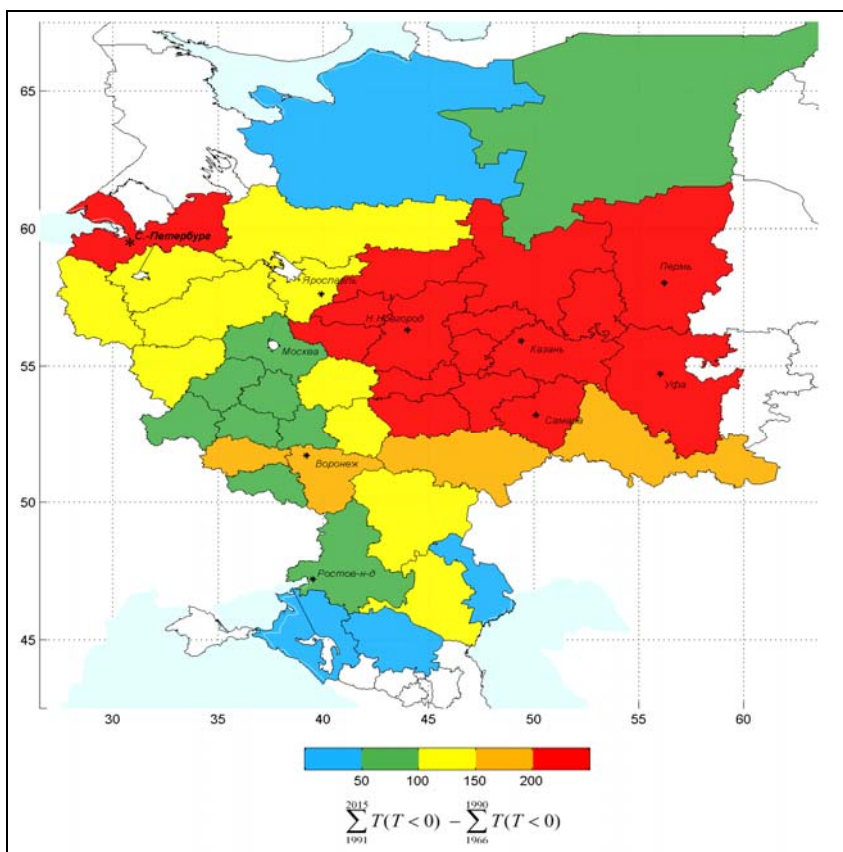 65
60
55
50
45
С.-Петербург
Ярославль
Пермь
Н.Новгород
Москва
Казань
Уфа
Самара
Воронеж
Ростов-н-д
30 35 40 45 50 55 60
50 100 150 200
2015 1990
∑ T(T < 0) − ∑ T(T < 0)
1991 1966